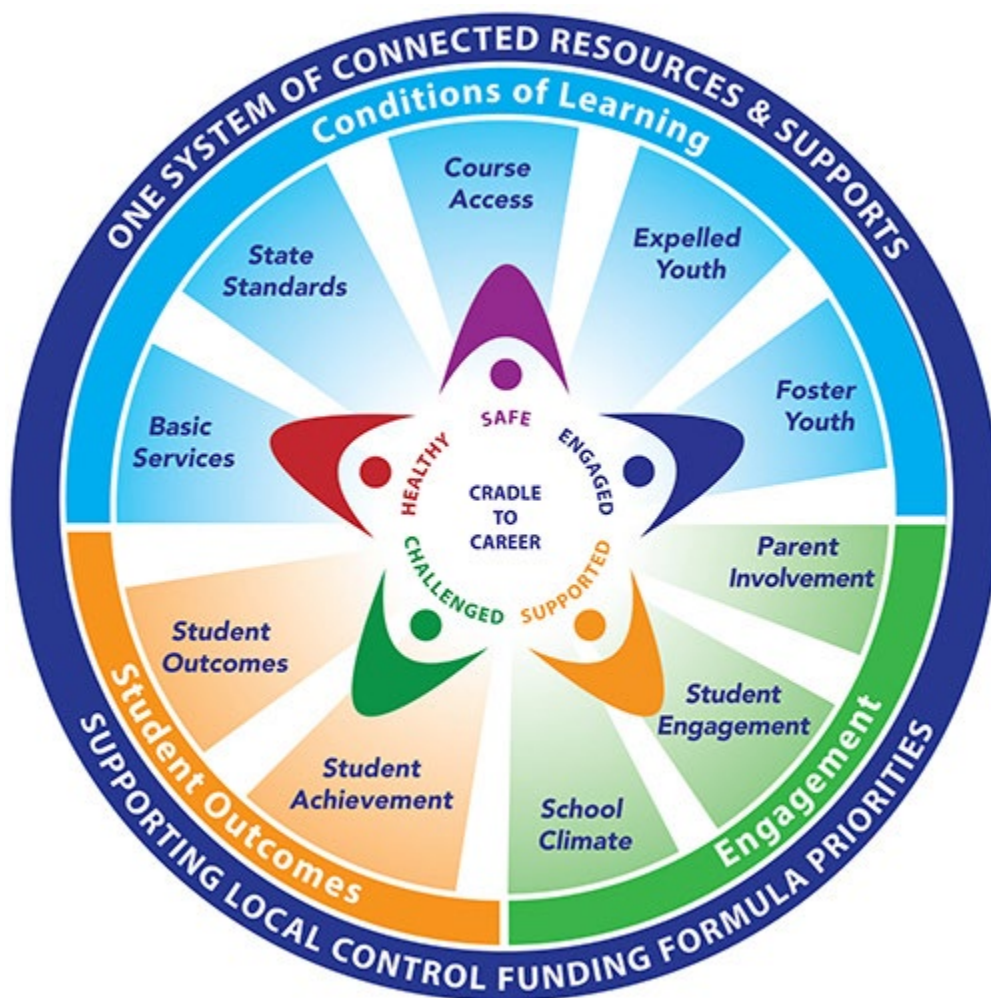 ONE SYSTEM OF CONNECTED RESOURCES & SUPPORTS
Conditions of Learning
Course
Access
State
Standards
Expelled
Youth
Basic
Services
Foster
Youth
SAFE
HEALTHY
ENGAGED
CRADLE
TO
CAREER
CHALLENGED
SUPPORTED
Parent
Involvement
Student
Outcomes
Student
Engagement
Student
Achievement
School
Climate
Student Outcomes
Engagement
SUPPORTING LOCAL CONTROL FUNDING FORMULA PRIORITIES